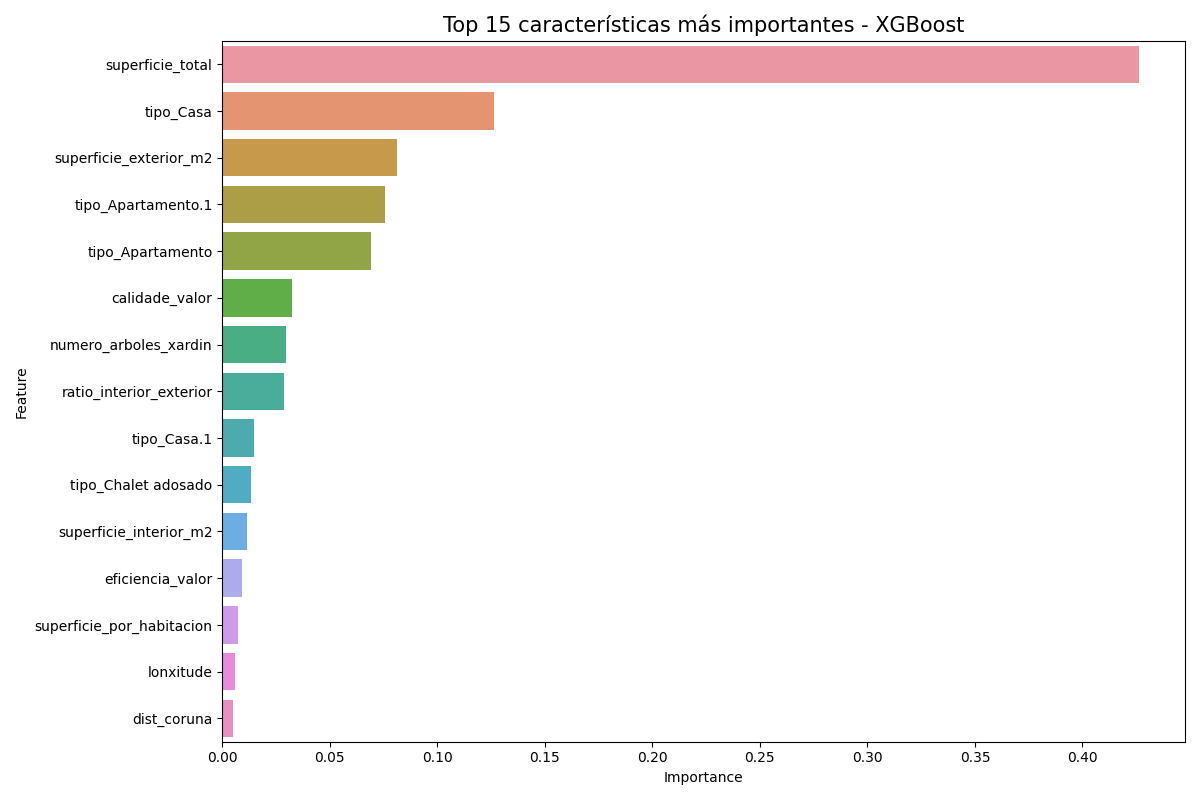 Top 15 características más importantes - XGBoost
Feature
superficie_total
tipo_Casa
superficie_exterior_m2
tipo_Apartamento.1
tipo_Apartamento
calidade_valor
numero_arboles_xardin
ratio_interior_exterior
tipo_Casa.1
tipo_Chalet adosado
superficie_interior_m2
eficiencia_valor
superficie_por_habitacion
lonxitude
dist_coruna
0.00 0.05 0.10 0.15 0.20 0.25 0.30 0.35 0.40
Importance